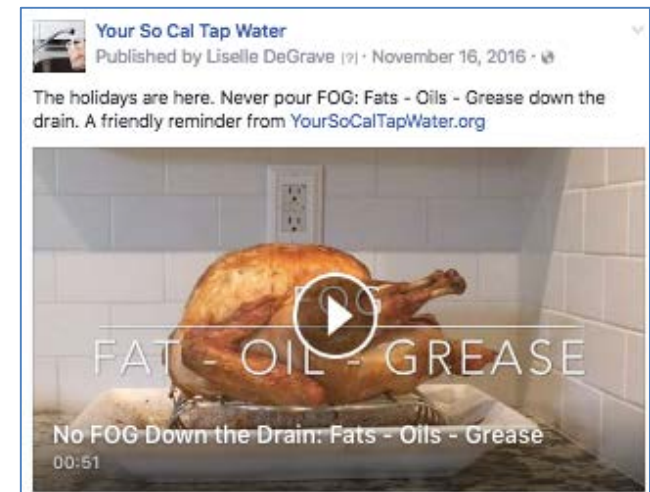 Your So Cal Tap Water
Published by Liselle DeGrave [?] · November 16, 2016 ·
The holidays are here. Never pour FOG: Fats - Oils - Grease down the
drain. A friendly reminder from YourSoCalTapWater.org
FOG
FAT - OIL - GREASE
No FOG Down the Drain: Fats - Oils - Grease
00:51